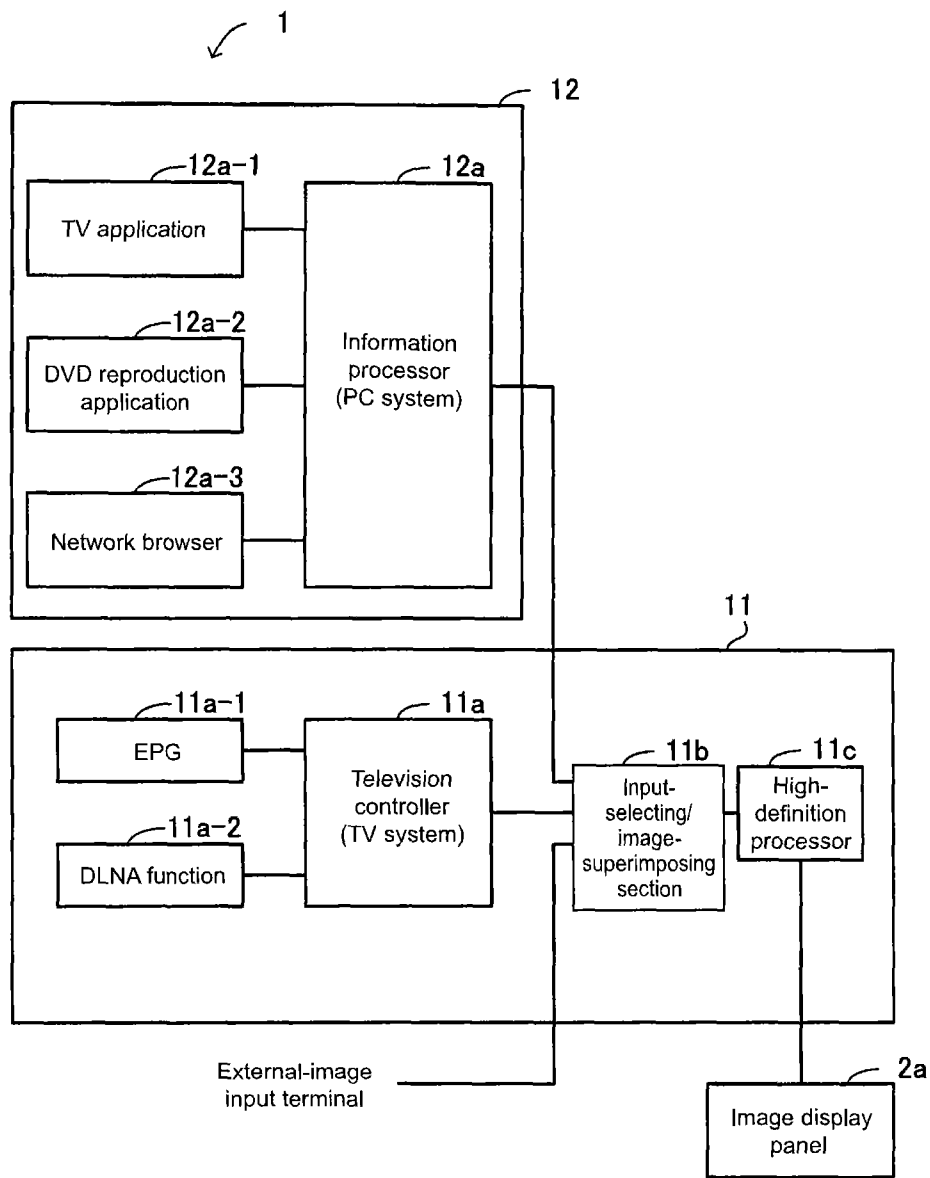 1
12
12a-1
TV application
12a
Information
processor
(PC system)
12a-2
DVD reproduction
application
12a-3
Network browser
11
11a-1
EPG
11a
Television
controller
(TV system)
11a-2
DLNA function
11b
Input-
selecting/
image-
superimposing
section
11c
High-
definition
processor
External-image
input terminal
2a
Image display
panel